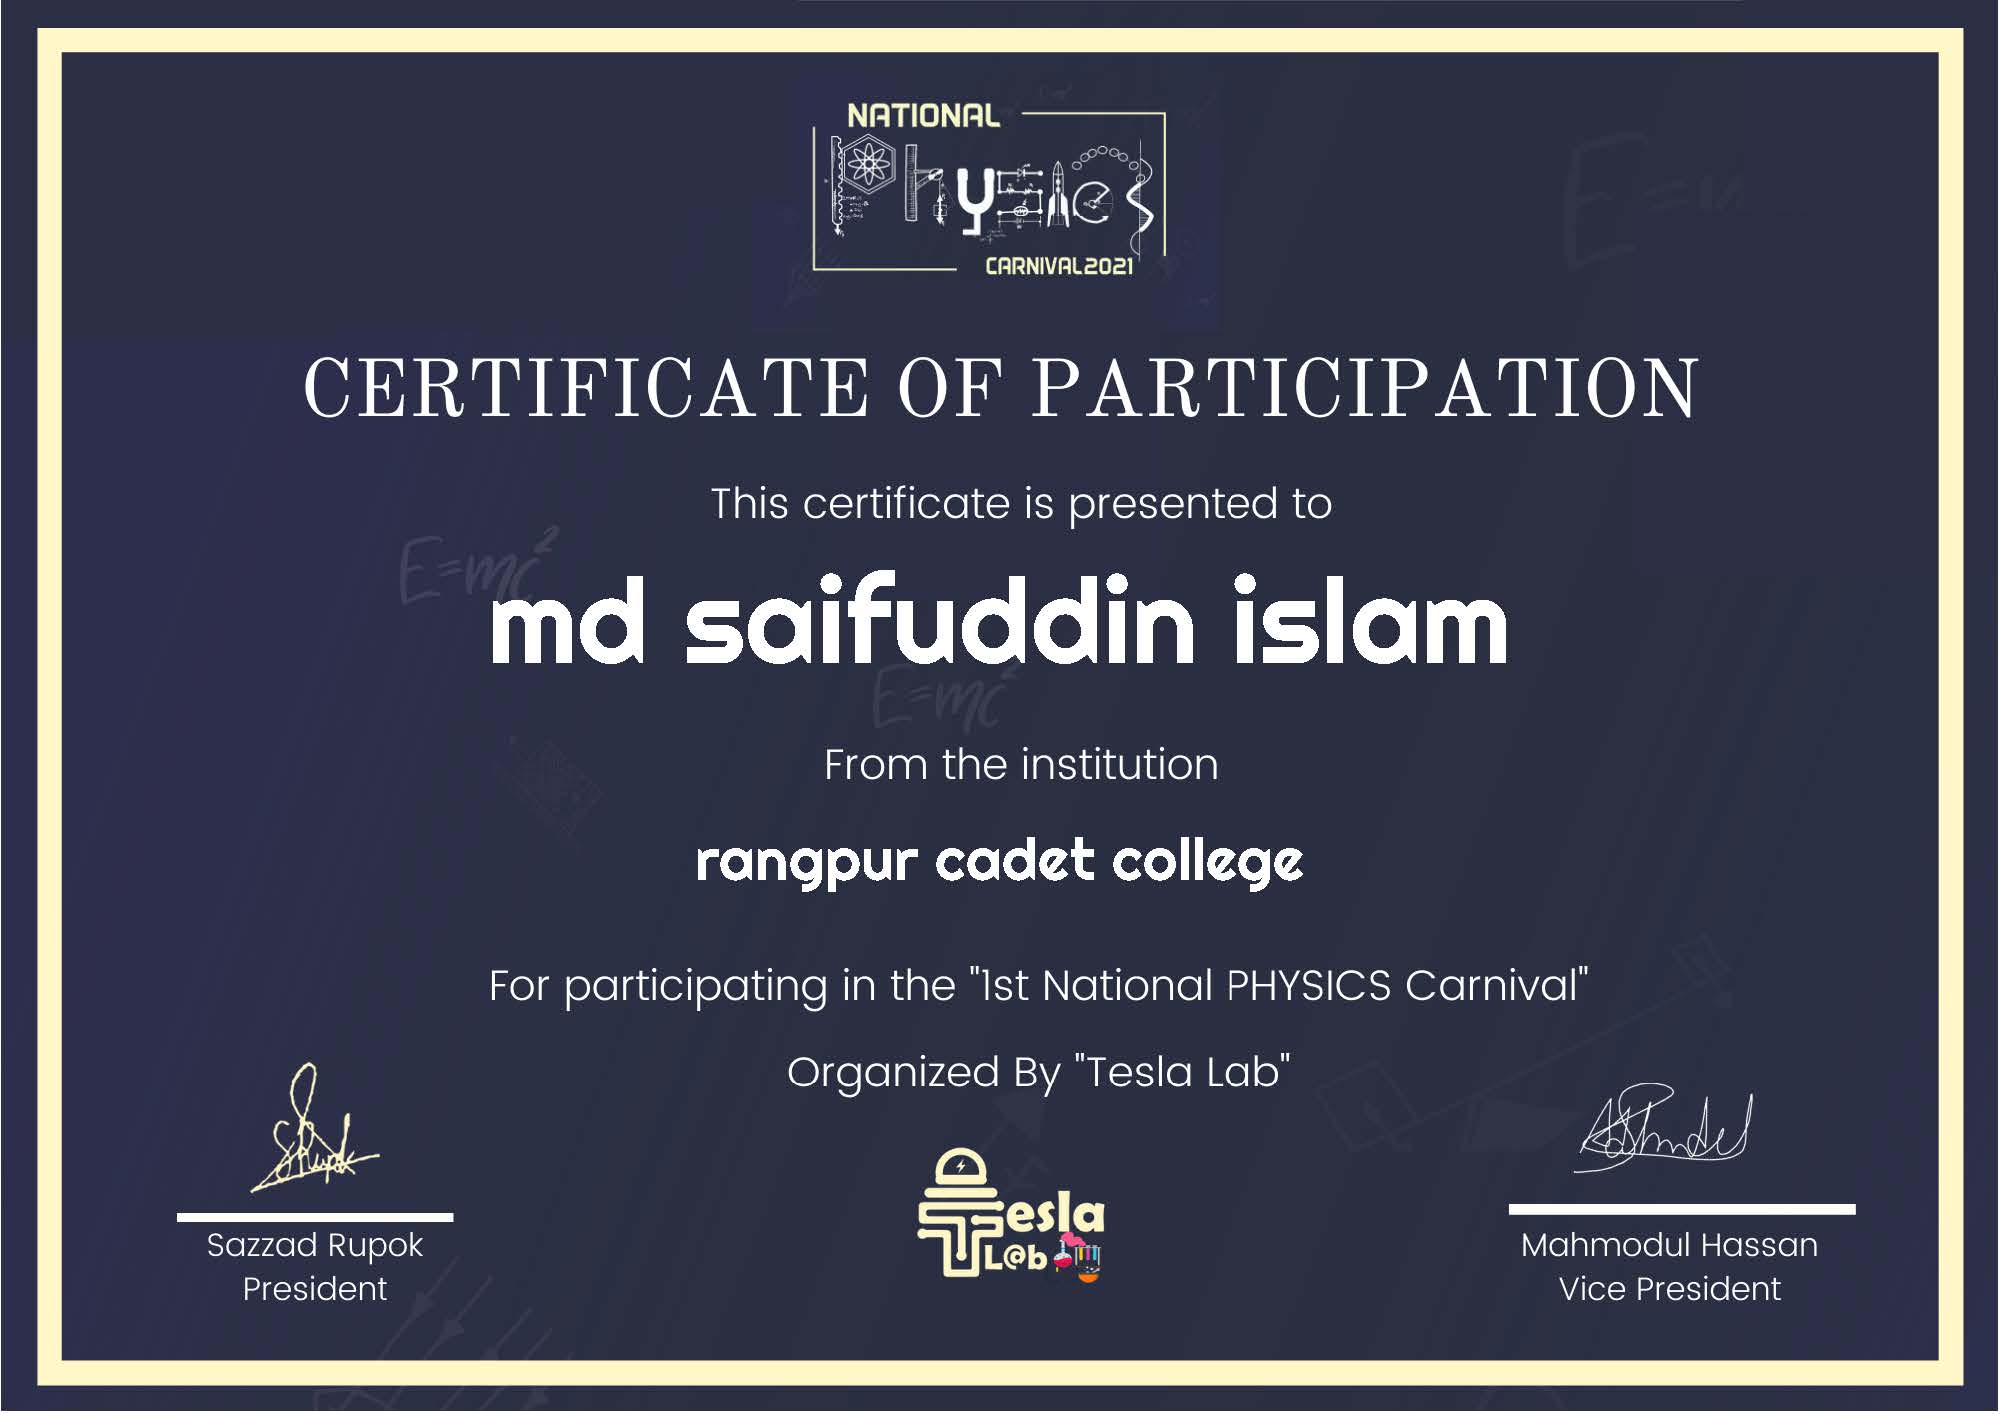 NATIONAL
Physics
CARNIVAL2021
CERTIFICATE OF PARTICIPATION
This certificate is presented to
E=mc²
md saifuddin islam
E=mc²
From the institution
rangpur cadet college
For participating in the "1st National PHYSICS Carnival"
Organized By "Tesla Lab"
Tesla
L@b
Sazzad Rupok
President
Mahmodul Hassan
Vice President